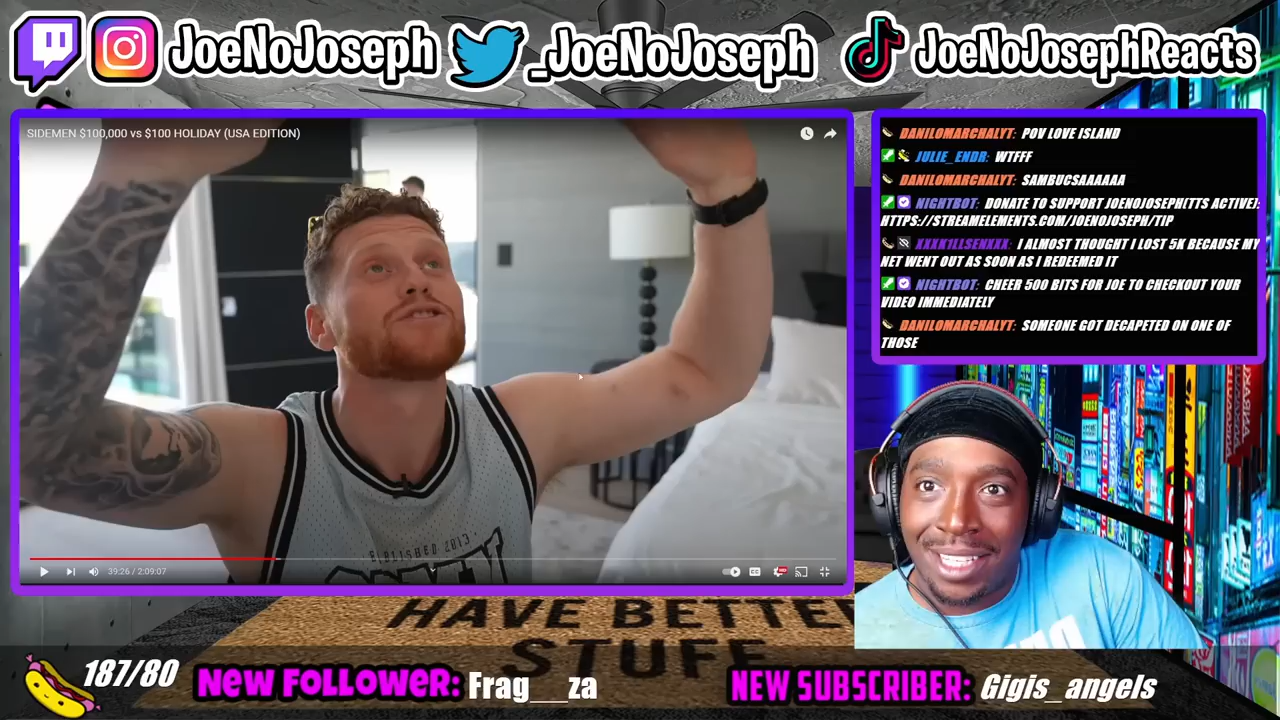 JoeNoJoseph
_JoeNoJoseph
JoeNoJosephReacts
SIDEMEN $100,000 vs $100 HOLIDAY (USA EDITION)
DANILOMARCHALYT: POV LOVE ISLAND
JULIE_ENDR: WTFFF
DANILOMARCHALYT: SAMBUCSAAAAAA
NIGHTBOT: DONATE TO SUPPORT JOENOJOSEPH(TTS ACTIVE):
HTTPS://STREAMELEMENTS.COM/JOENOJOSEPH/TIP
XXXK1LLSENXXX: I ALMOST THOUGHT I LOST 5K BECAUSE MY
NET WENT OUT AS SOON AS I REDEEMED IT
NIGHTBOT: CHEER 500 BITS FOR JOE TO CHECKOUT YOUR
VIDEO IMMEDIATELY
DANILOMARCHALYT: SOMEONE GOT DECAPETED ON ONE OF
THOSE
39:26 / 2:09:07
HAVE BETTER
STUFF
187/80
NEW FOLLOWER: Frag__za
NEW SUBSCRIBER: Gigis_angels